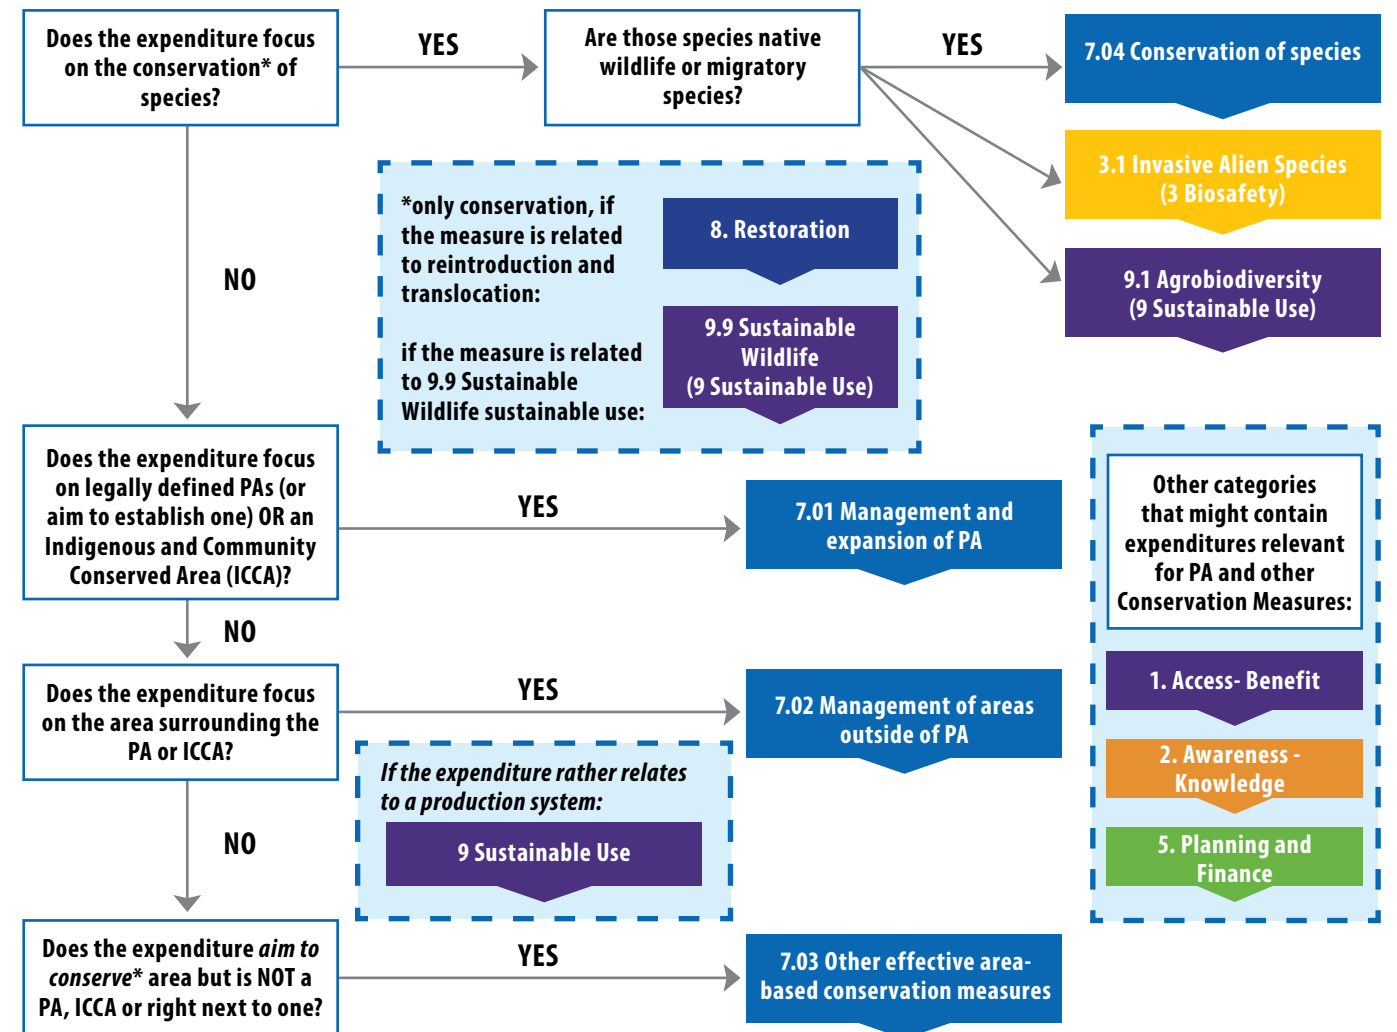 Does the expenditure focus
on the conservation* of
species?
YES
Are those species native
wildlife or migratory
species?
YES
7.04 Conservation of species
3.1 Invasive Alien Species
(3 Biosafety)
9.1 Agrobiodiversity
(9 Sustainable Use)
*only conservation, if
the measure is related
to reintroduction and
translocation:
8. Restoration
if the measure is related
to 9.9 Sustainable
Wildlife sustainable use:
9.9 Sustainable
Wildlife
(9 Sustainable Use)
NO
Does the expenditure focus
on legally defined PAs (or
aim to establish one) OR an
Indigenous and Community
Conserved Area (ICCA)?
YES
7.01 Management and
expansion of PA
NO
Does the expenditure focus
on the area surrounding the
PA or ICCA?
YES
7.02 Management of areas
outside of PA
If the expenditure rather relates
to a production system:
9 Sustainable Use
NO
Does the expenditure aim to
conserve* area but is NOT a
PA, ICCA or right next to one?
YES
7.03 Other effective area-
based conservation measures
Other categories
that might contain
expenditures relevant
for PA and other
Conservation Measures:
1. Access- Benefit
2. Awareness -
Knowledge
5. Planning and
Finance